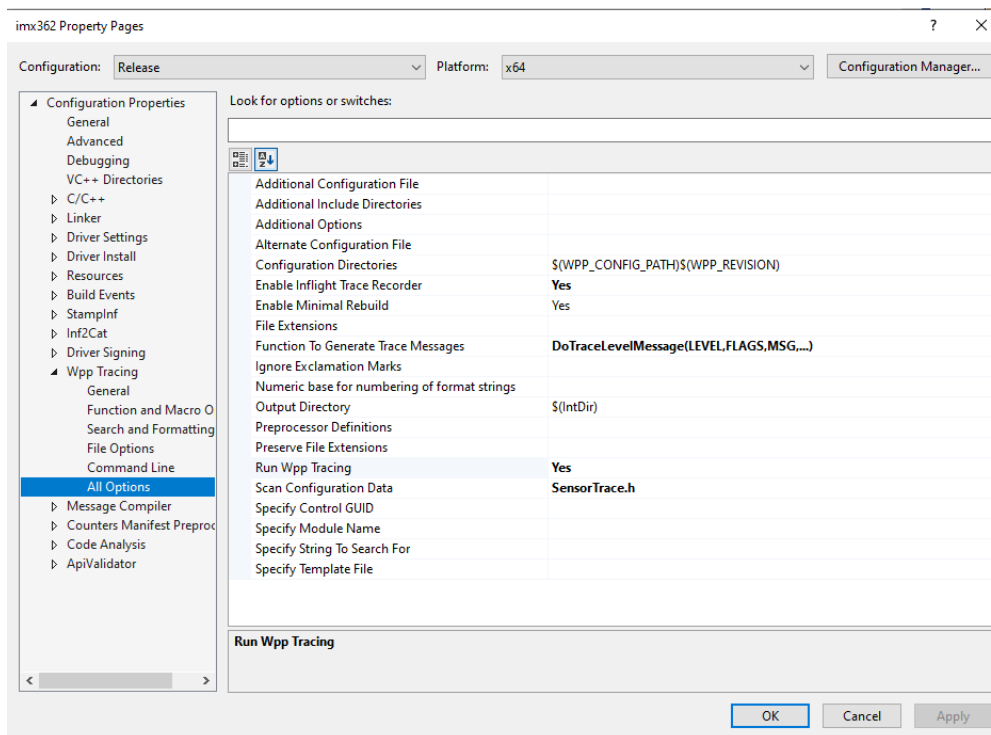 imx362 Property Pages ? ✕
Configuration: Release Platform: x64 Configuration Manager...
Configuration Properties
General
Advanced
Debugging
VC++ Directories
C/C++
Linker
Driver Settings
Driver Install
Resources
Build Events
StampInf
Inf2Cat
Driver Signing
Wpp Tracing
General
Function and Macro O
Search and Formatting
File Options
Command Line
All Options
Message Compiler
Counters Manifest Preproc
Code Analysis
ApiValidator
Look for options or switches:
Additional Configuration File
Additional Include Directories
Additional Options
Alternate Configuration File
Configuration Directories $(WPP_CONFIG_PATH)$(WPP_REVISION)
Enable Inflight Trace Recorder Yes
Enable Minimal Rebuild Yes
File Extensions
Function To Generate Trace Messages DoTraceLevelMessage(LEVEL,FLAGS,MSG,...)
Ignore Exclamation Marks
Numeric base for numbering of format strings
Output Directory $(IntDir)
Preprocessor Definitions
Preserve File Extensions
Run Wpp Tracing Yes
Scan Configuration Data SensorTrace.h
Specify Control GUID
Specify Module Name
Specify String To Search For
Specify Template File
Run Wpp Tracing
OK Cancel Apply